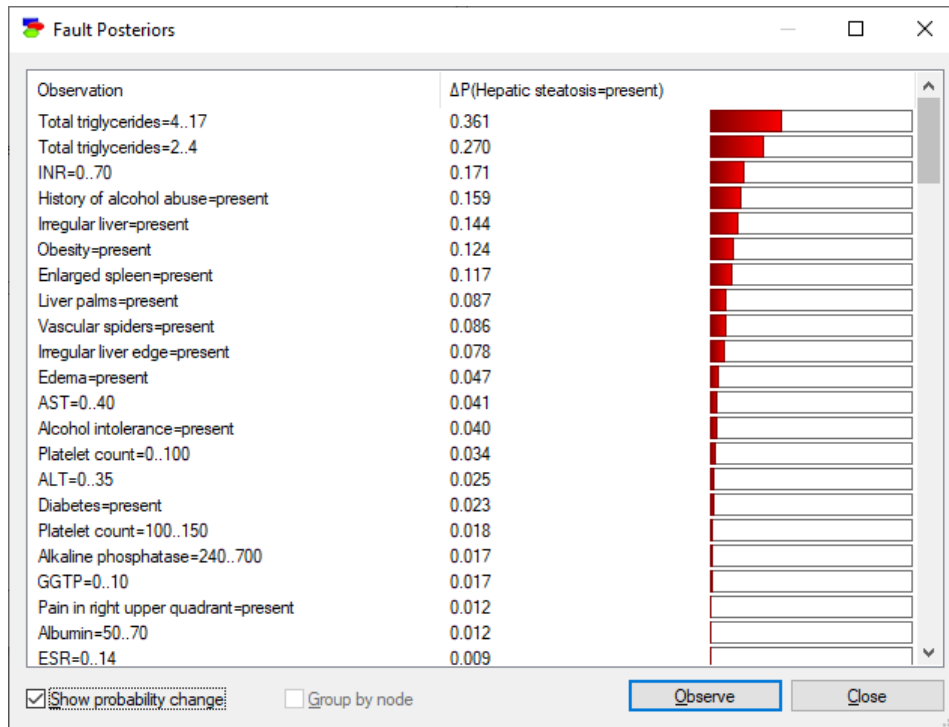 Fault Posteriors
Observation ΔP(Hepatic steatosis=present)
Total triglycerides=4..17 0.361
Total triglycerides=2..4 0.270
INR=0..70 0.171
History of alcohol abuse=present 0.159
Irregular liver=present 0.144
Obesity=present 0.124
Enlarged spleen=present 0.117
Liver palms=present 0.087
Vascular spiders=present 0.086
Irregular liver edge=present 0.078
Edema=present 0.047
AST=0..40 0.041
Alcohol intolerance=present 0.040
Platelet count=0..100 0.034
ALT=0..35 0.025
Diabetes=present 0.023
Platelet count=100..150 0.018
Alkaline phosphatase=240..700 0.017
GGTP=0..10 0.017
Pain in right upper quadrant=present 0.012
Albumin=50..70 0.012
ESR=0..14 0.009
Show probability change Group by node Observe Close